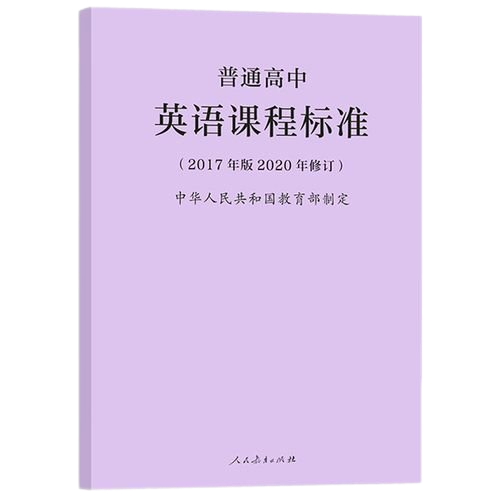 普通高中
英语课程标准
(2017年版2020年修订)
中华人民共和国教育部制定
人民教育出版社